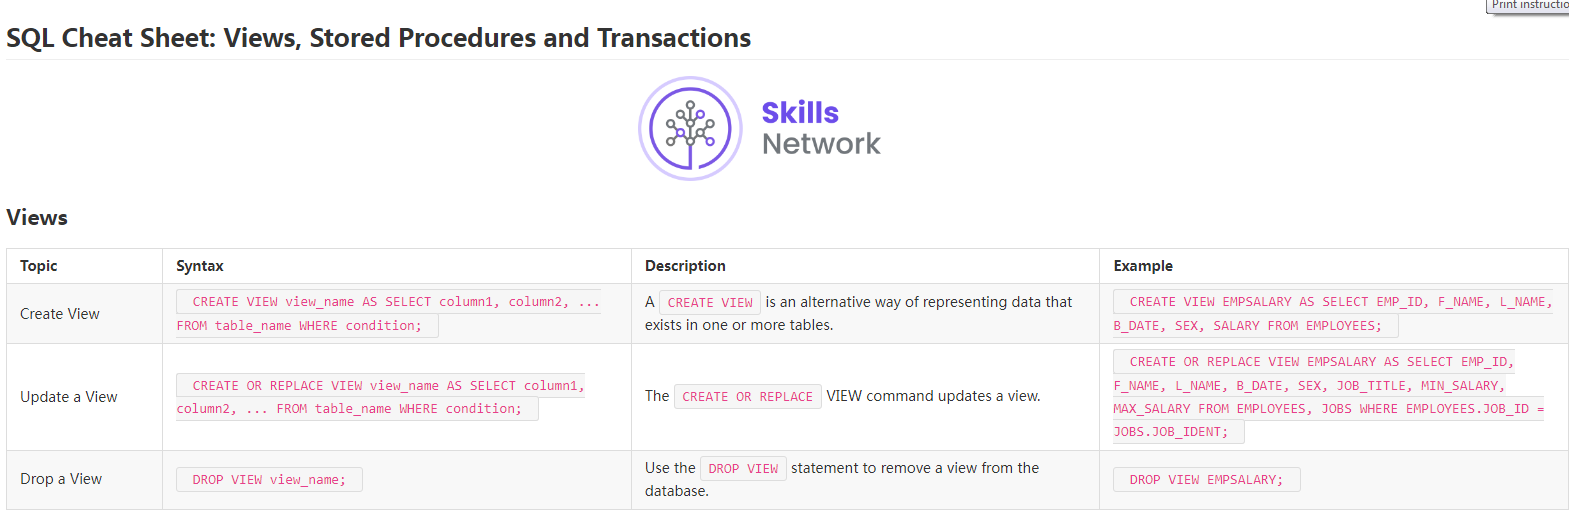 Print instructio
SQL Cheat Sheet: Views, Stored Procedures and Transactions
Skills
Network
Views
Topic
Syntax
Description
Example
Create View
CREATE VIEW view_name AS SELECT column1, column2, ...
FROM table_name WHERE condition;
A CREATE VIEW is an alternative way of representing data that
exists in one or more tables.
CREATE VIEW EMPSALARY AS SELECT EMP_ID, F_NAME, L_NAME,
B_DATE, SEX, SALARY FROM EMPLOYEES;
Update a View
CREATE OR REPLACE VIEW view_name AS SELECT column1,
column2, ... FROM table_name WHERE condition;
The CREATE OR REPLACE VIEW command updates a view.
CREATE OR REPLACE VIEW EMPSALARY AS SELECT EMP_ID,
F_NAME, L_NAME, B_DATE, SEX, JOB_TITLE, MIN_SALARY,
MAX_SALARY FROM EMPLOYEES, JOBS WHERE EMPLOYEES.JOB_ID =
JOBS.JOB_IDENT;
Drop a View
DROP VIEW view_name;
Use the DROP VIEW statement to remove a view from the
database.
DROP VIEW EMPSALARY;